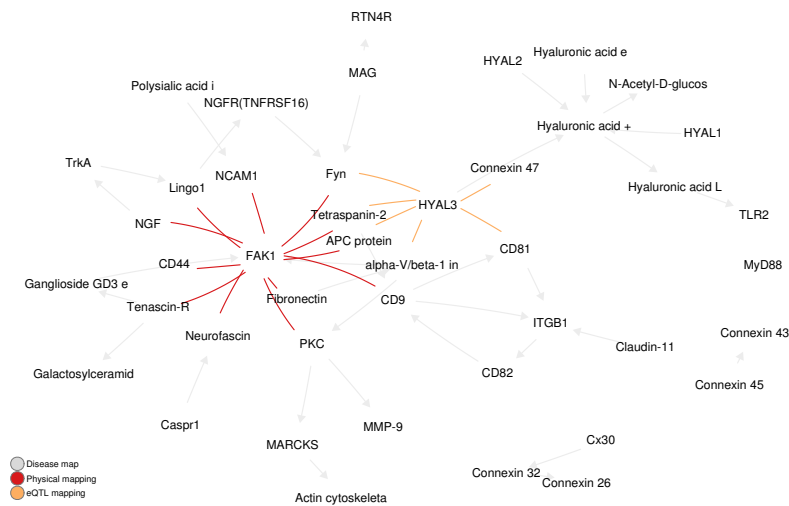 RTN4R
Hyaluronic acid e
HYAL2
MAG
N-Acetyl-D-glucos
Polysialic acid i
NGFR(TNFRSF16)
Hyaluronic acid +
HYAL1
TrkA
Connexin 47
Fyn
NCAM1
Lingo1
Hyaluronic acid L
HYAL3
Tetraspanin-2
TLR2
NGF
APC protein
CD81
FAK1
CD44
alpha-V/beta-1 in
MyD88
Ganglioside GD3 e
Fibronectin
CD9
Tenascin-R
ITGB1
Neurofascin
Connexin 43
PKC
Claudin-11
Galactosylceramid
CD82
Connexin 45
Caspr1
MMP-9
MARCKS
Cx30
Disease map
Connexin 32
Physical mapping
Connexin 26
eQTL mapping
Actin cytoskeleta